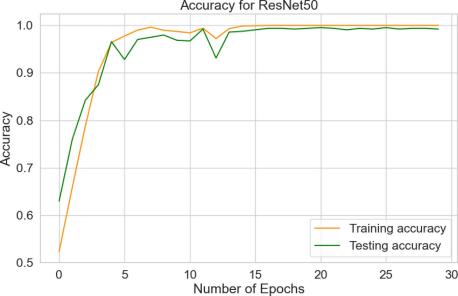 Accuracy for ResNet50
1.0
0.9
0.8
0.7
0.6
0.5
Accuracy
0 5 10 15 20 25 30
Number of Epochs
Training accuracy
Testing accuracy